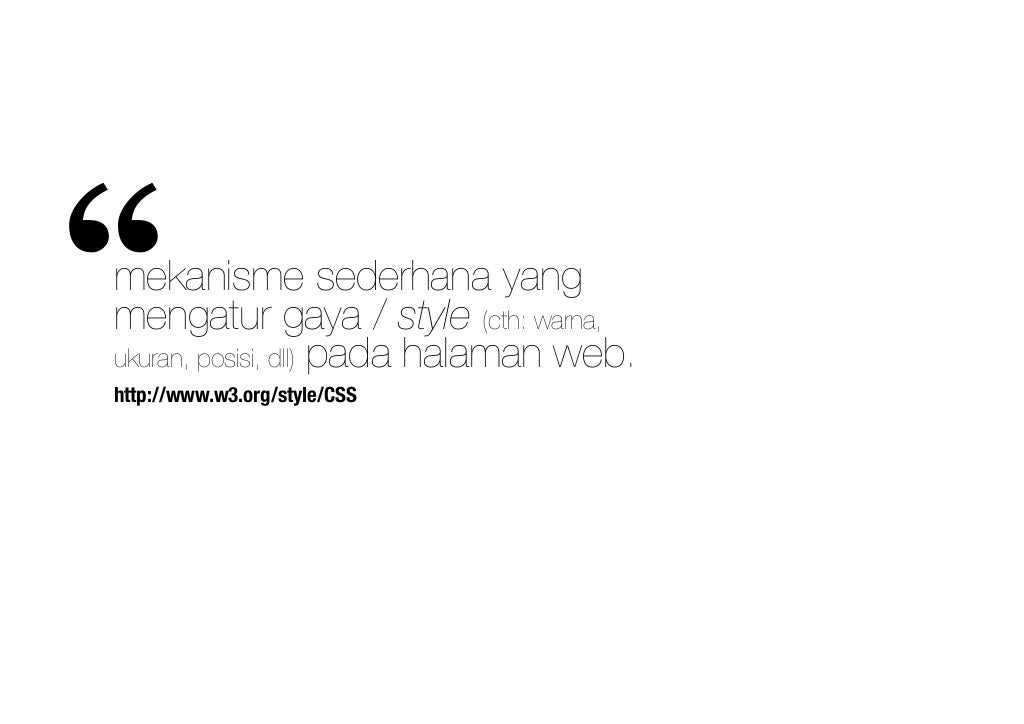 “
mekanisme sederhana yang
mengatur gaya / style (cth: warna,
ukuran, posisi, dll) pada halaman web.
http://www.w3.org/style/CSS